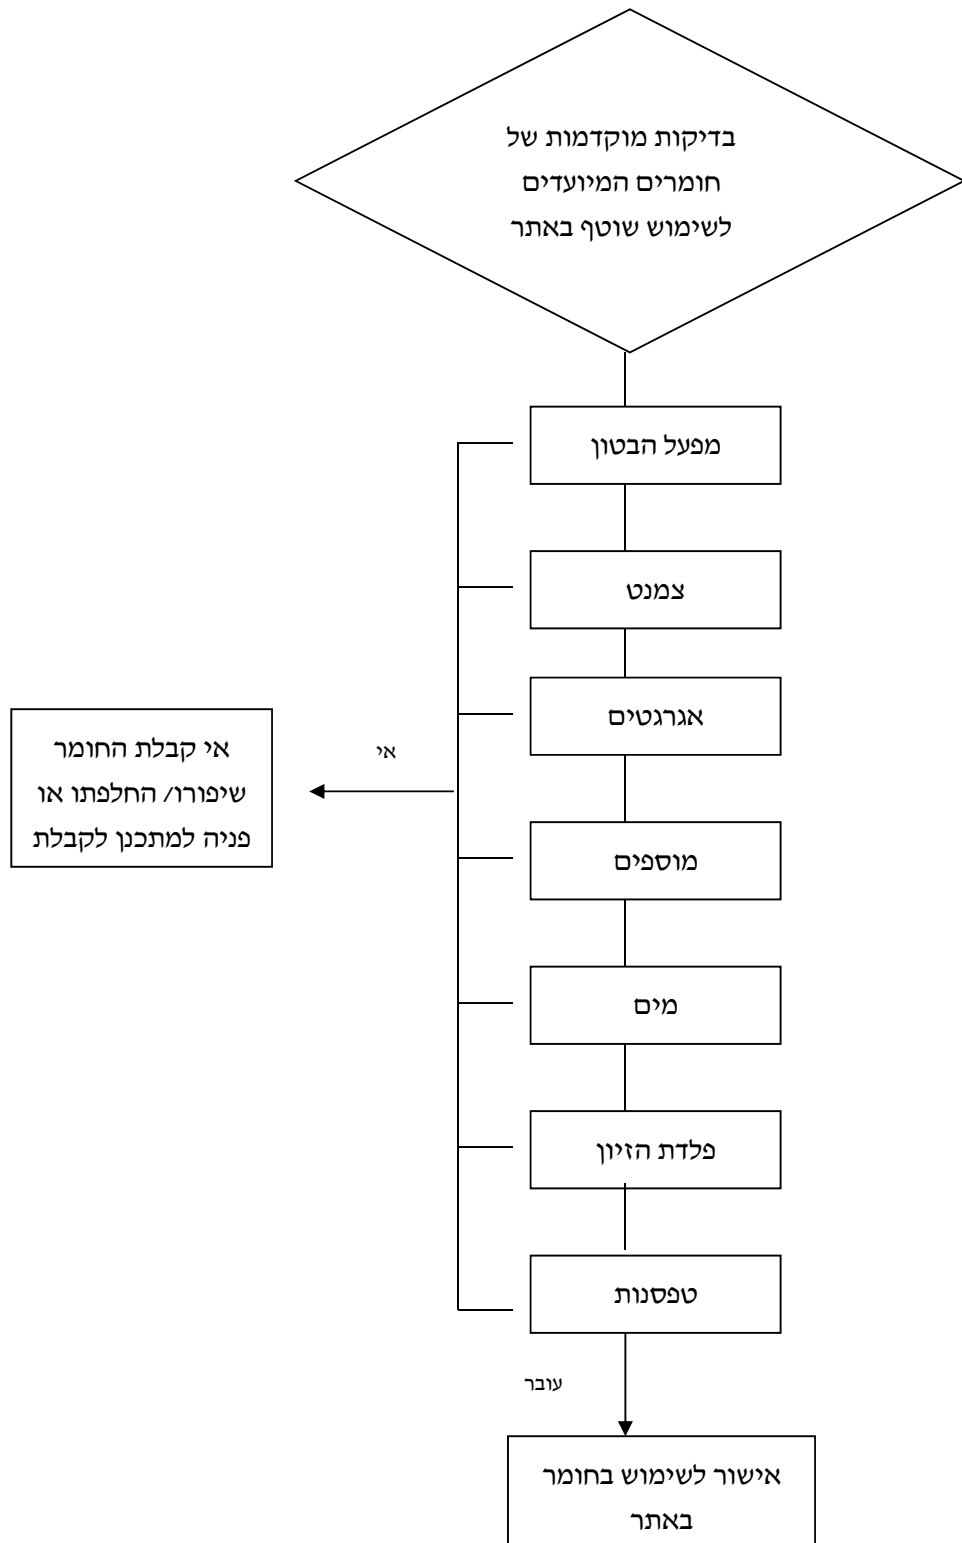 בדיקות מוקדמות של
חומרים המיועדים
לשימוש שוטף באתר
מפעל הבטון
צמנט
אגרגטים
אי
אי קבלת החומר
שיפורו/ החלפתו או
פניה למתכנן לקבלת
מוספים
מים
פלדת הזיון
טפסנות
עובר
אישור לשימוש בחומר
באתר